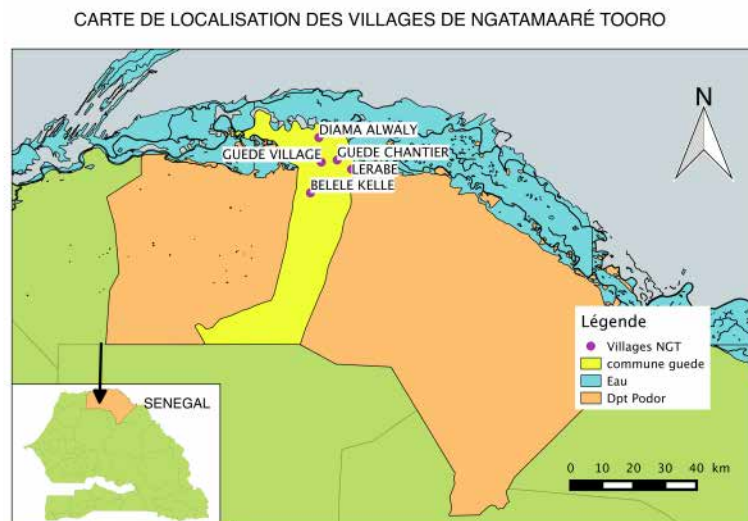 CARTE DE LOCALISATION DES VILLAGES DE NGATAMAARÉ TOORO
N
DIAMA ALWALY
GUEDE VILLAGE
GUEDE CHANTIER
LERABE
BELELE KELLE
Légende
Villages NGT
commune guede
Eau
Dpt Podor
SENEGAL
0 10 20 30 40 km